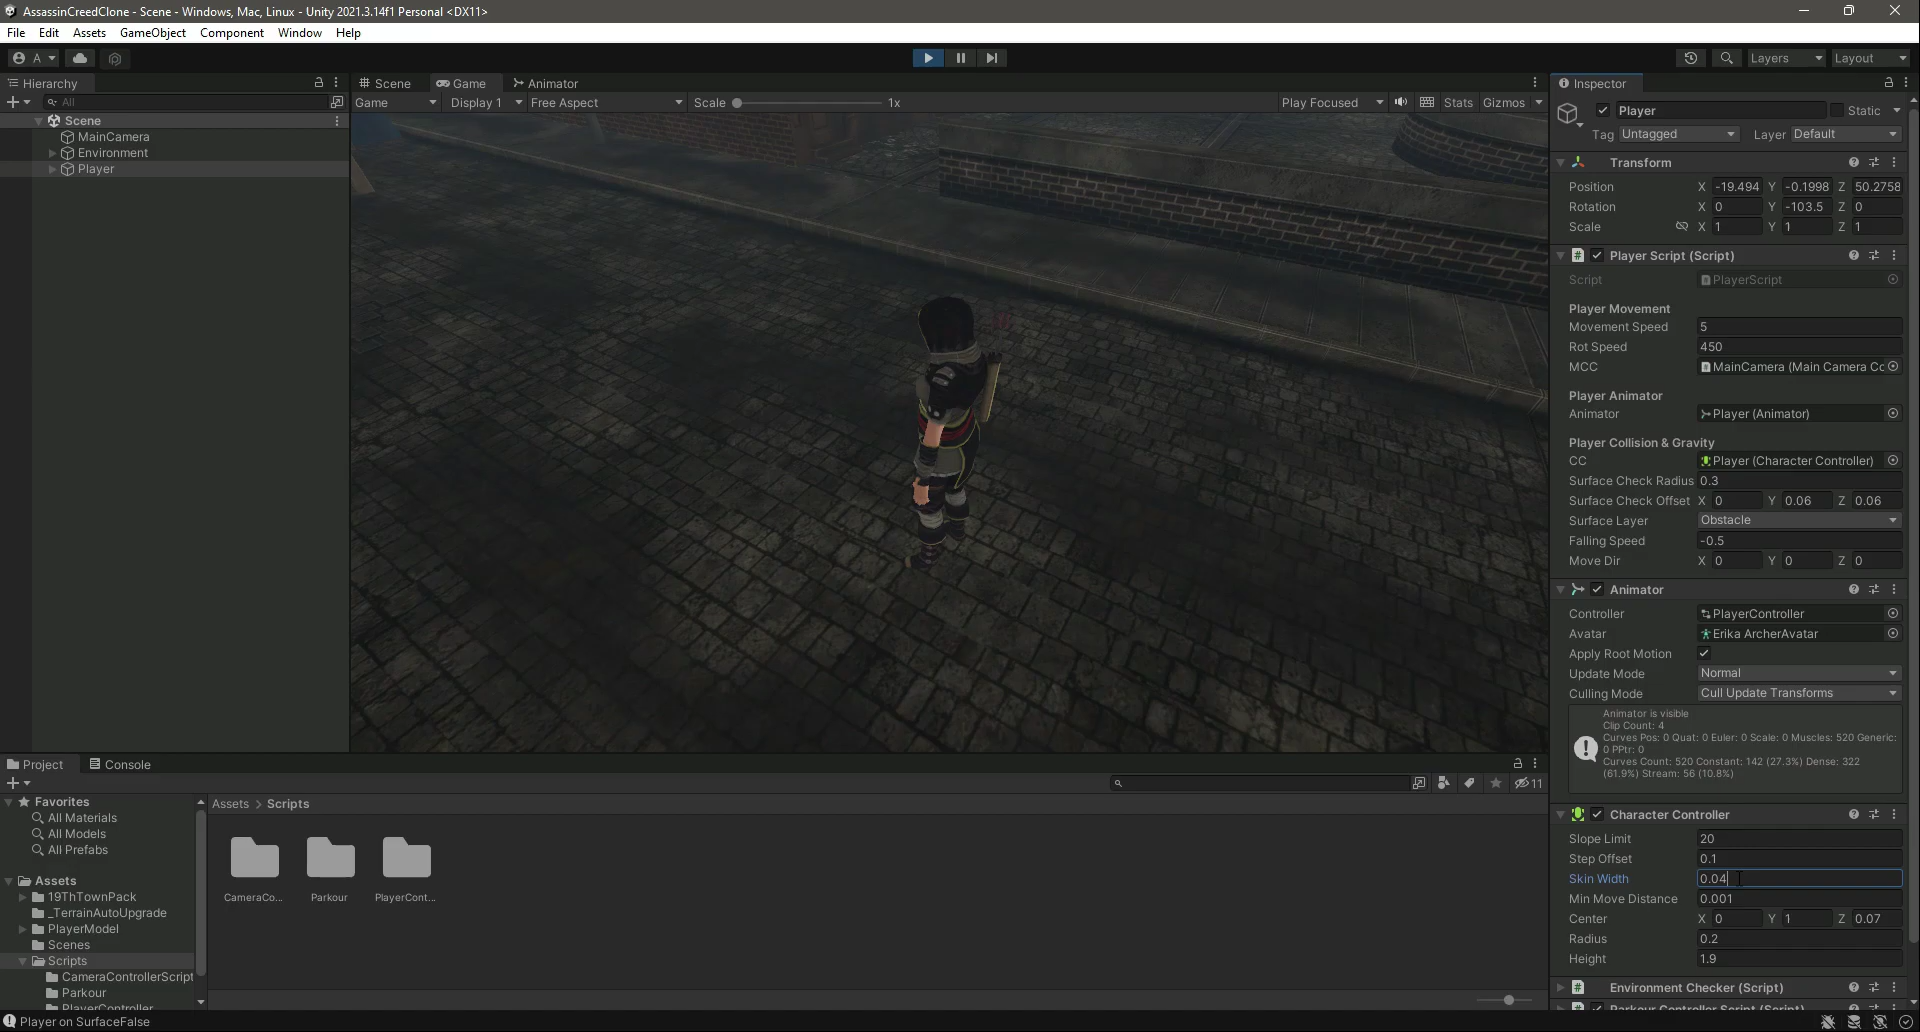 AssassinCreedClone - Scene - Windows, Mac, Linux - Unity 2021.3.14f1 Personal <DX11>
File Edit Assets GameObject Component Window Help
A Layers Layout
Hierarchy
All
Scene
MainCamera
Environment
Player
Scene Game Animator
Game Display 1 Free Aspect Scale 1x Play Focused Stats Gizmos
Inspector
Player Static
Tag Untagged Layer Default
Transform
Position X -19.494 Y -0.1998 Z 50.2758
Rotation X 0 Y -103.5 Z 0
Scale X 1 Y 1 Z 1
Player Script (Script)
Script PlayerScript
Player Movement
Movement Speed 5
Rot Speed 450
MCC MainCamera (Main Camera Cc
Player Animator
Animator Player (Animator)
Player Collision & Gravity
CC Player (Character Controller)
Surface Check Radius 0.3
Surface Check Offset X 0 Y 0.06 Z 0.06
Surface Layer Obstacle
Falling Speed -0.5
Move Dir X 0 Y 0 Z 0
Animator
Controller PlayerController
Avatar Erika ArcherAvatar
Apply Root Motion
Update Mode Normal
Culling Mode Cull Update Transforms
Animator is visible
Clip Count: 4
Curves Pos: 0 Quat: 0 Euler: 0 Scale: 0 Muscles: 520 Generic:
0 PPtr: 0
Curves Count: 520 Constant: 142 (27.3%) Dense: 322
(61.9%) Stream: 56 (10.8%)
Character Controller
Slope Limit 20
Step Offset 0.1
Skin Width 0.04
Min Move Distance 0.001
Center X 0 Y 1 Z 0.07
Radius 0.2
Height 1.9
Environment Checker (Script)
Parkour Controller Script (Script)
Project Console
11
Favorites
All Materials
All Models
All Prefabs
Assets
19ThTownPack
_TerrainAutoUpgrade
PlayerModel
Scenes
Scripts
CameraControllerScript
Parkour
PlayerController
Assets > Scripts
CameraCo... Parkour PlayerCont...
Player on SurfaceFalse